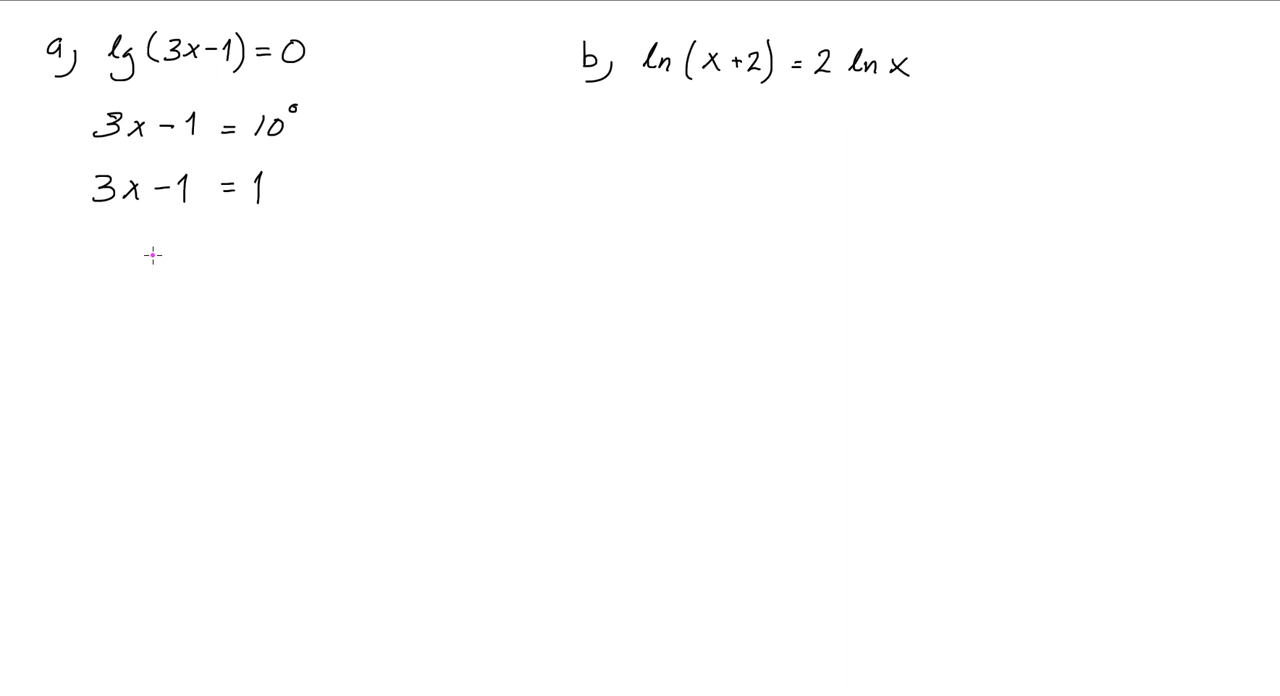 a) lg(3x-1)=0
3x-1 = 10⁰
3x-1 = 1
b) ln(x+2) = 2 ln x